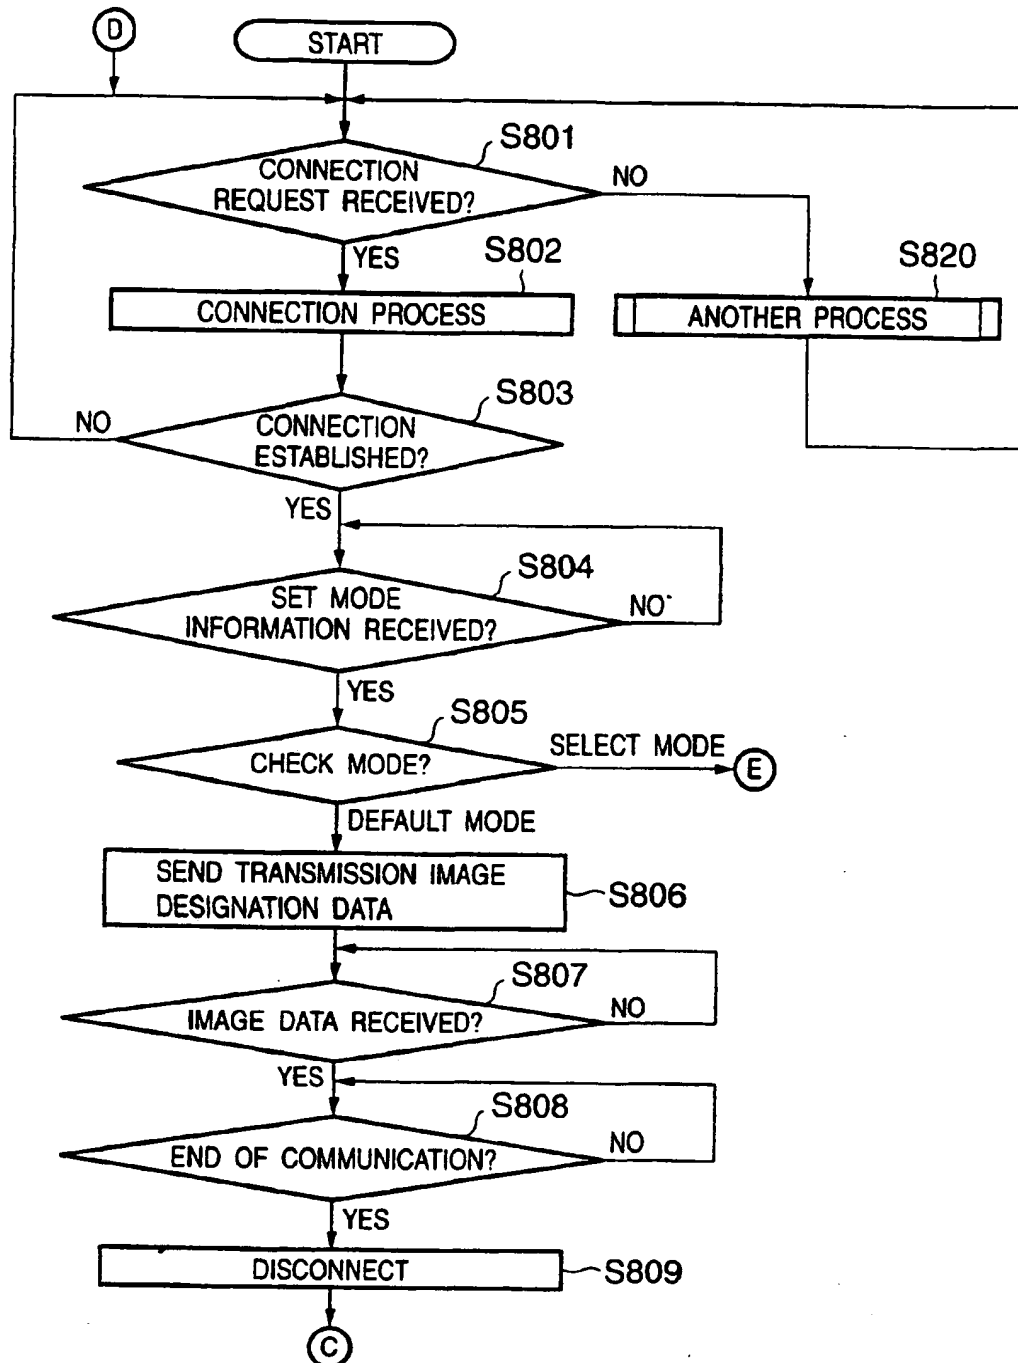 D
START
S801
CONNECTION
REQUEST RECEIVED?
NO
YES
S802
CONNECTION PROCESS
S820
ANOTHER PROCESS
S803
CONNECTION
ESTABLISHED?
NO
YES
S804
SET MODE
INFORMATION RECEIVED?
NO
YES
S805
CHECK MODE?
SELECT MODE
E
DEFAULT MODE
SEND TRANSMISSION IMAGE
DESIGNATION DATA
S806
S807
IMAGE DATA RECEIVED?
NO
YES
S808
END OF COMMUNICATION?
NO
YES
DISCONNECT
S809
C